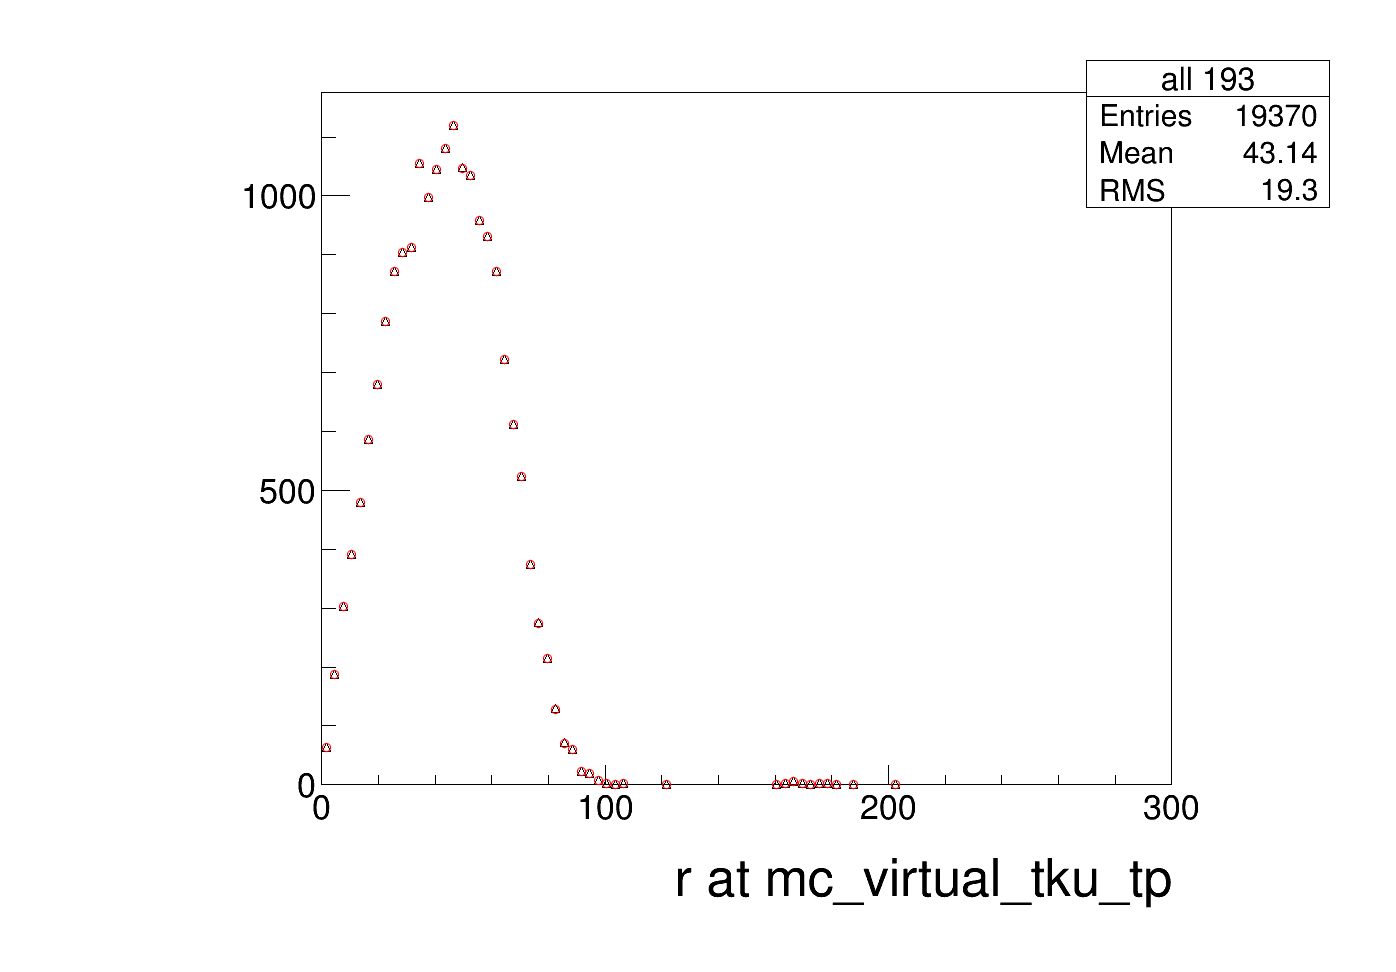 all 193
Entries 19370
Mean 43.14
RMS 19.3
1000
500
0
0 100 200 300
r at mc_virtual_tku_tp